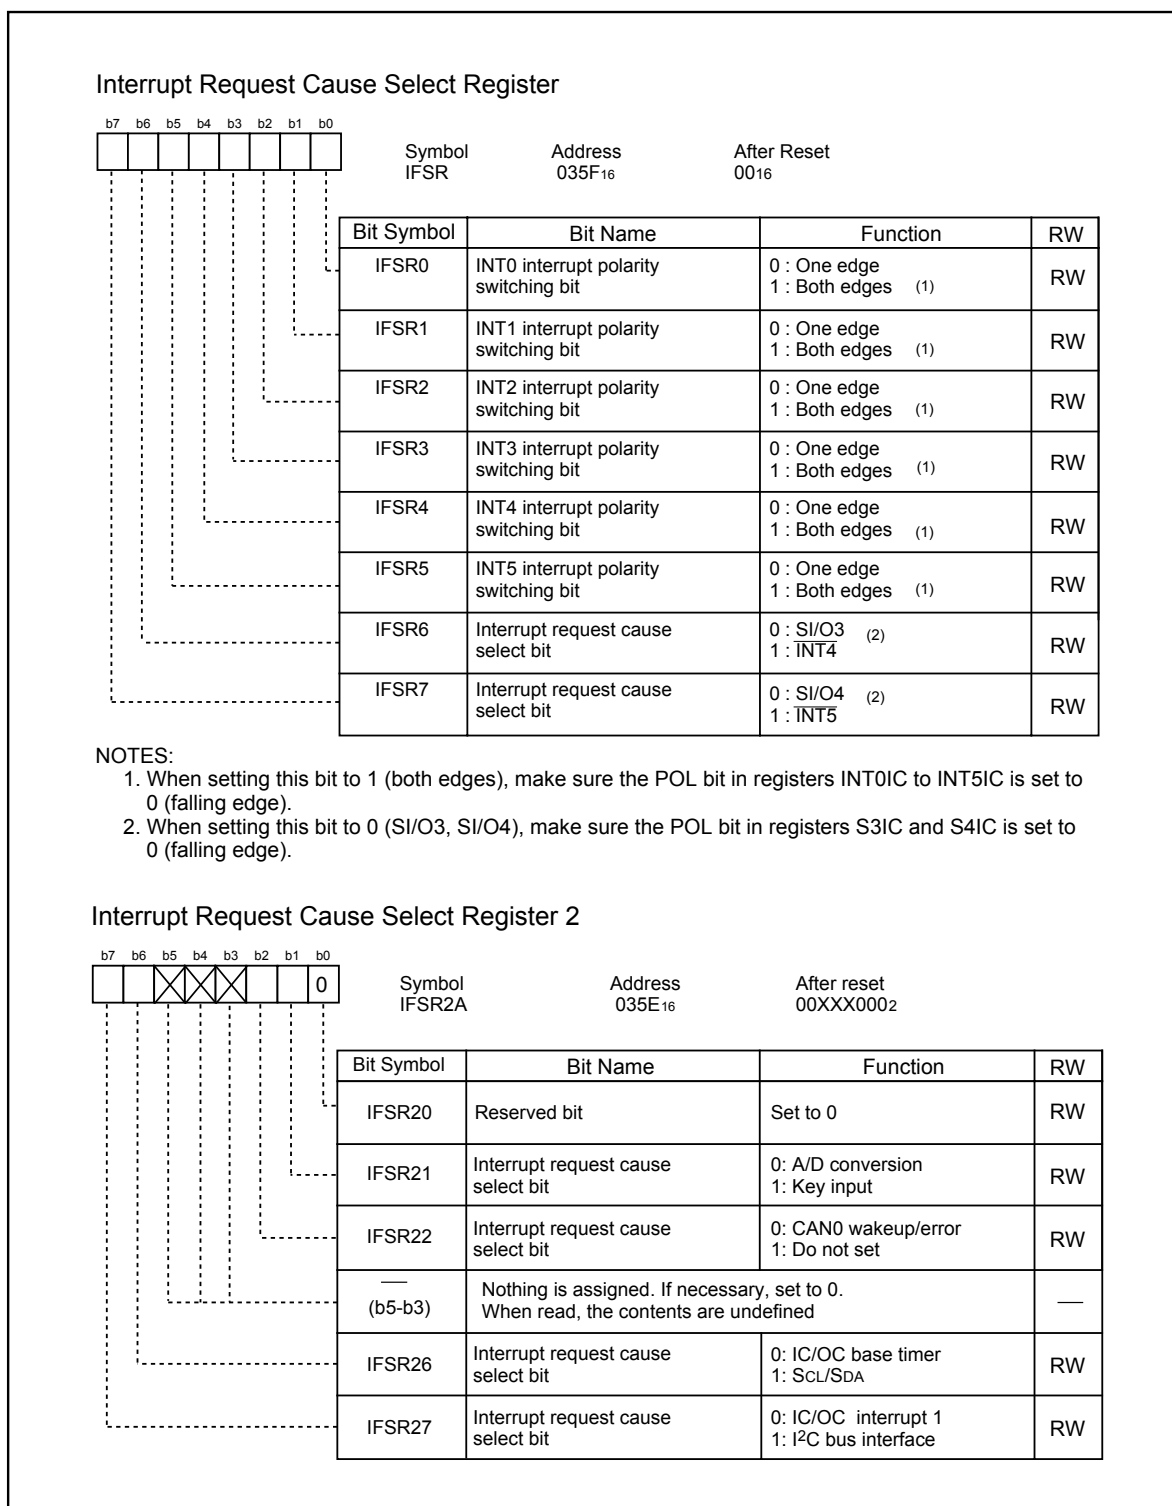 Interrupt Request Cause Select Register
b7 b6 b5 b4 b3 b2 b1 b0
Symbol Address After Reset
IFSR 035F16 0016
Bit Symbol Bit Name Function RW
IFSR0 INT0 interrupt polarity 0 : One edge RW
switching bit 1 : Both edges (1)
IFSR1 INT1 interrupt polarity 0 : One edge RW
switching bit 1 : Both edges (1)
IFSR2 INT2 interrupt polarity 0 : One edge RW
switching bit 1 : Both edges (1)
IFSR3 INT3 interrupt polarity 0 : One edge RW
switching bit 1 : Both edges (1)
IFSR4 INT4 interrupt polarity 0 : One edge RW
switching bit 1 : Both edges (1)
IFSR5 INT5 interrupt polarity 0 : One edge RW
switching bit 1 : Both edges (1)
IFSR6 Interrupt request cause 0 : SI/O3 (2) RW
select bit 1 : INT4
IFSR7 Interrupt request cause 0 : SI/O4 (2) RW
select bit 1 : INT5
NOTES:
1. When setting this bit to 1 (both edges), make sure the POL bit in registers INT0IC to INT5IC is set to
0 (falling edge).
2. When setting this bit to 0 (SI/O3, SI/O4), make sure the POL bit in registers S3IC and S4IC is set to
0 (falling edge).
Interrupt Request Cause Select Register 2
b7 b6 b5 b4 b3 b2 b1 b0
0
Symbol Address After reset
IFSR2A 035E16 00XXX0002
Bit Symbol Bit Name Function RW
IFSR20 Reserved bit Set to 0 RW
IFSR21 Interrupt request cause 0: A/D conversion RW
select bit 1: Key input
IFSR22 Interrupt request cause 0: CAN0 wakeup/error RW
select bit 1: Do not set
— (b5-b3) Nothing is assigned. If necessary, set to 0. —
When read, the contents are undefined
IFSR26 Interrupt request cause 0: IC/OC base timer RW
select bit 1: SCL/SDA
IFSR27 Interrupt request cause 0: IC/OC interrupt 1 RW
select bit 1: I2C bus interface